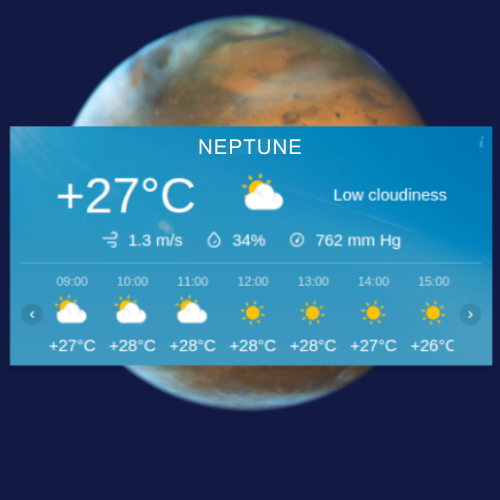 NEPTUNE
i
+27°C
Low cloudiness
1.3 m/s 34% 762 mm Hg
09:00 10:00 11:00 12:00 13:00 14:00 15:00
‹ ›
+27°C +28°C +28°C +28°C +28°C +27°C +26°C